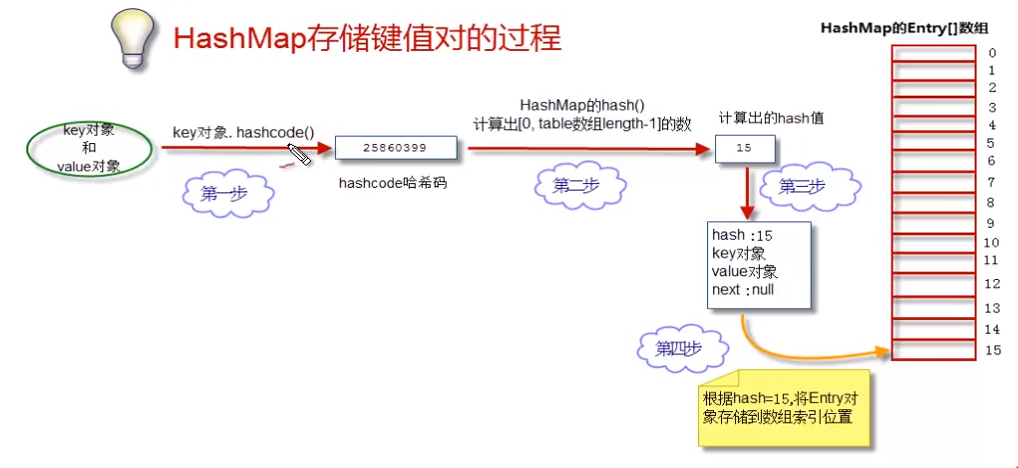 HashMap存储键值对的过程
HashMap的Entry[]数组
key对象
和
value对象
key对象. hashcode()
第一步
25860399
hashcode哈希码
HashMap的hash()
计算出[0, table数组length-1]的数
第二步
计算出的hash值
15
第三步
hash :15
key对象
value对象
next :null
第四步
根据hash=15,将Entry对
象存储到数组索引位置
0
1
2
3
4
5
6
7
8
9
10
11
12
13
14
15